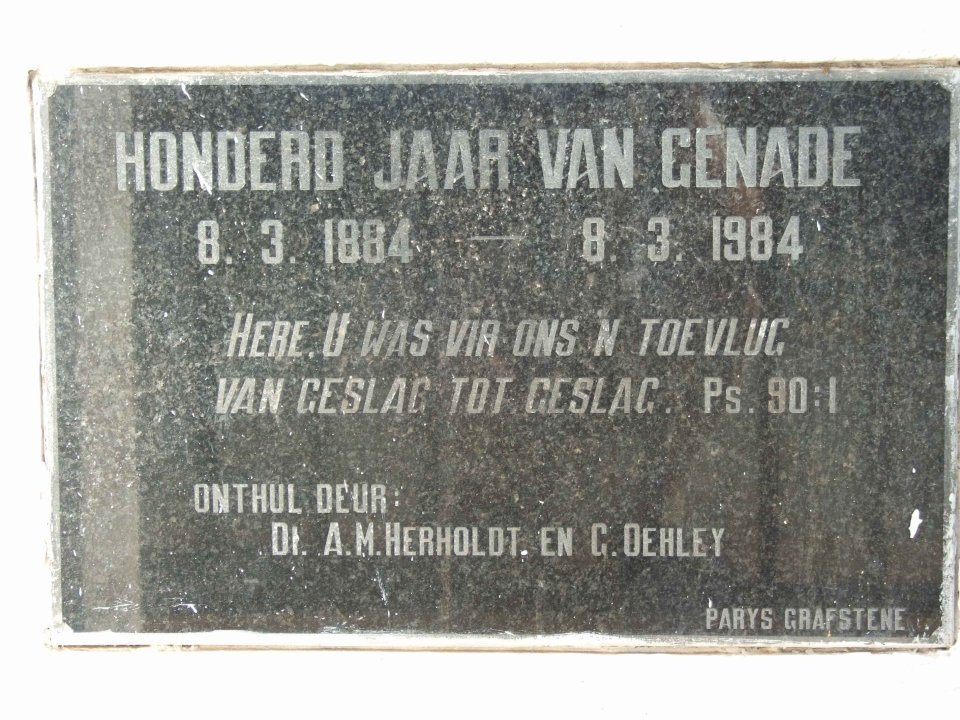 HONDERD JAAR VAN GENADE
8. 3. 1884 — 8. 3. 1984
HERE, U WAS VIR ONS 'N TOEVLUG
VAN GESLAG TOT GESLAG. PS. 90:1
ONTHUL DEUR:
DI. A.M. HERHOLDT EN G. OEHLEY
PARYS GRAFSTENE